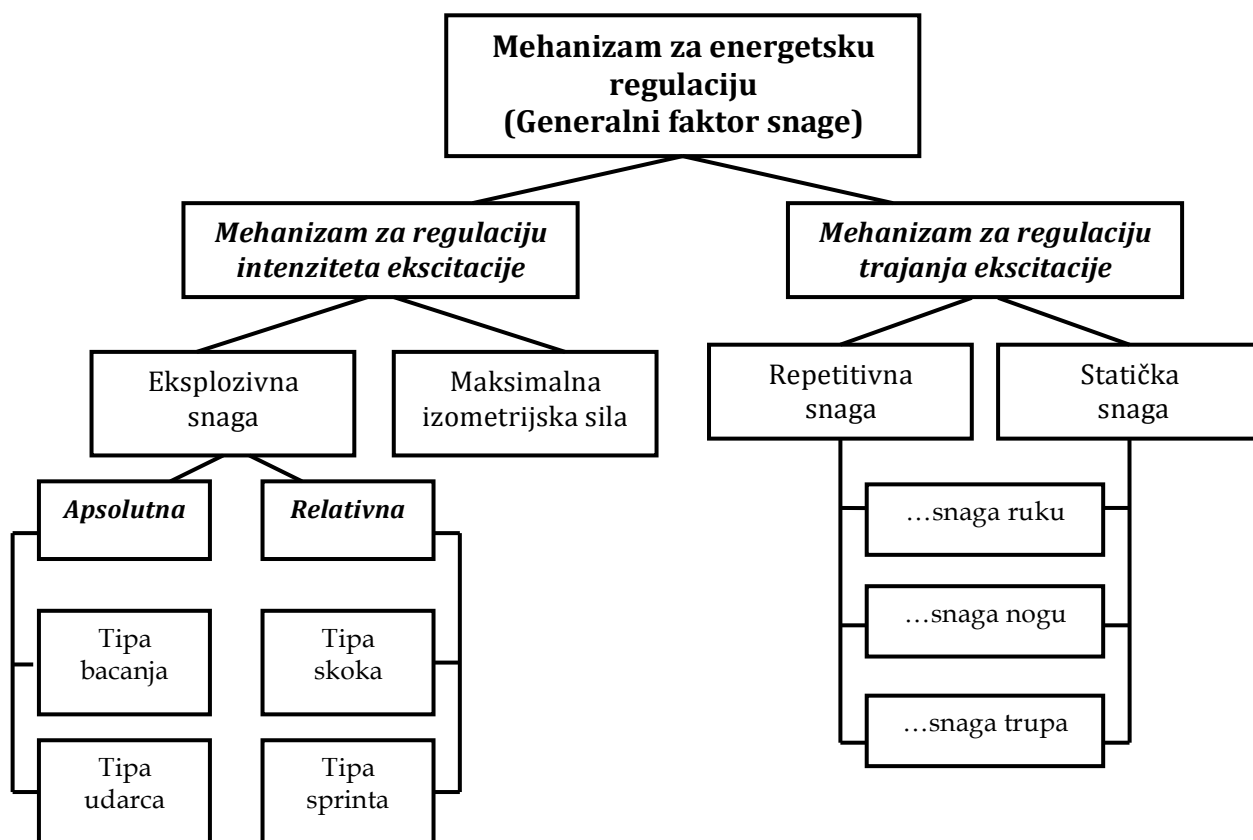 Mehanizam za energetsku
regulaciju
(Generalni faktor snage)
Mehanizam za regulaciju
intenziteta ekscitacije
Mehanizam za regulaciju
trajanja ekscitacije
Eksplozivna
snaga
Maksimalna
izometrijska sila
Repetitivna
snaga
Statička
snaga
Apsolutna
Relativna
Tipa
bacanja
Tipa
skoka
Tipa
udarca
Tipa
sprinta
…snaga ruku
…snaga nogu
…snaga trupa